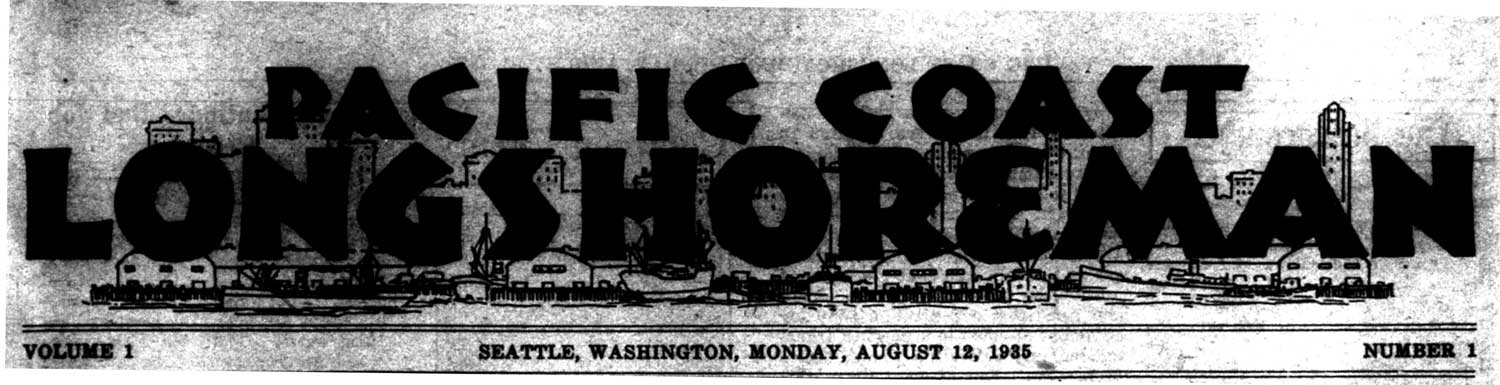 PACIFIC COAST
LONGSHOREMAN
VOLUME 1 SEATTLE, WASHINGTON, MONDAY, AUGUST 12, 1935 NUMBER 1